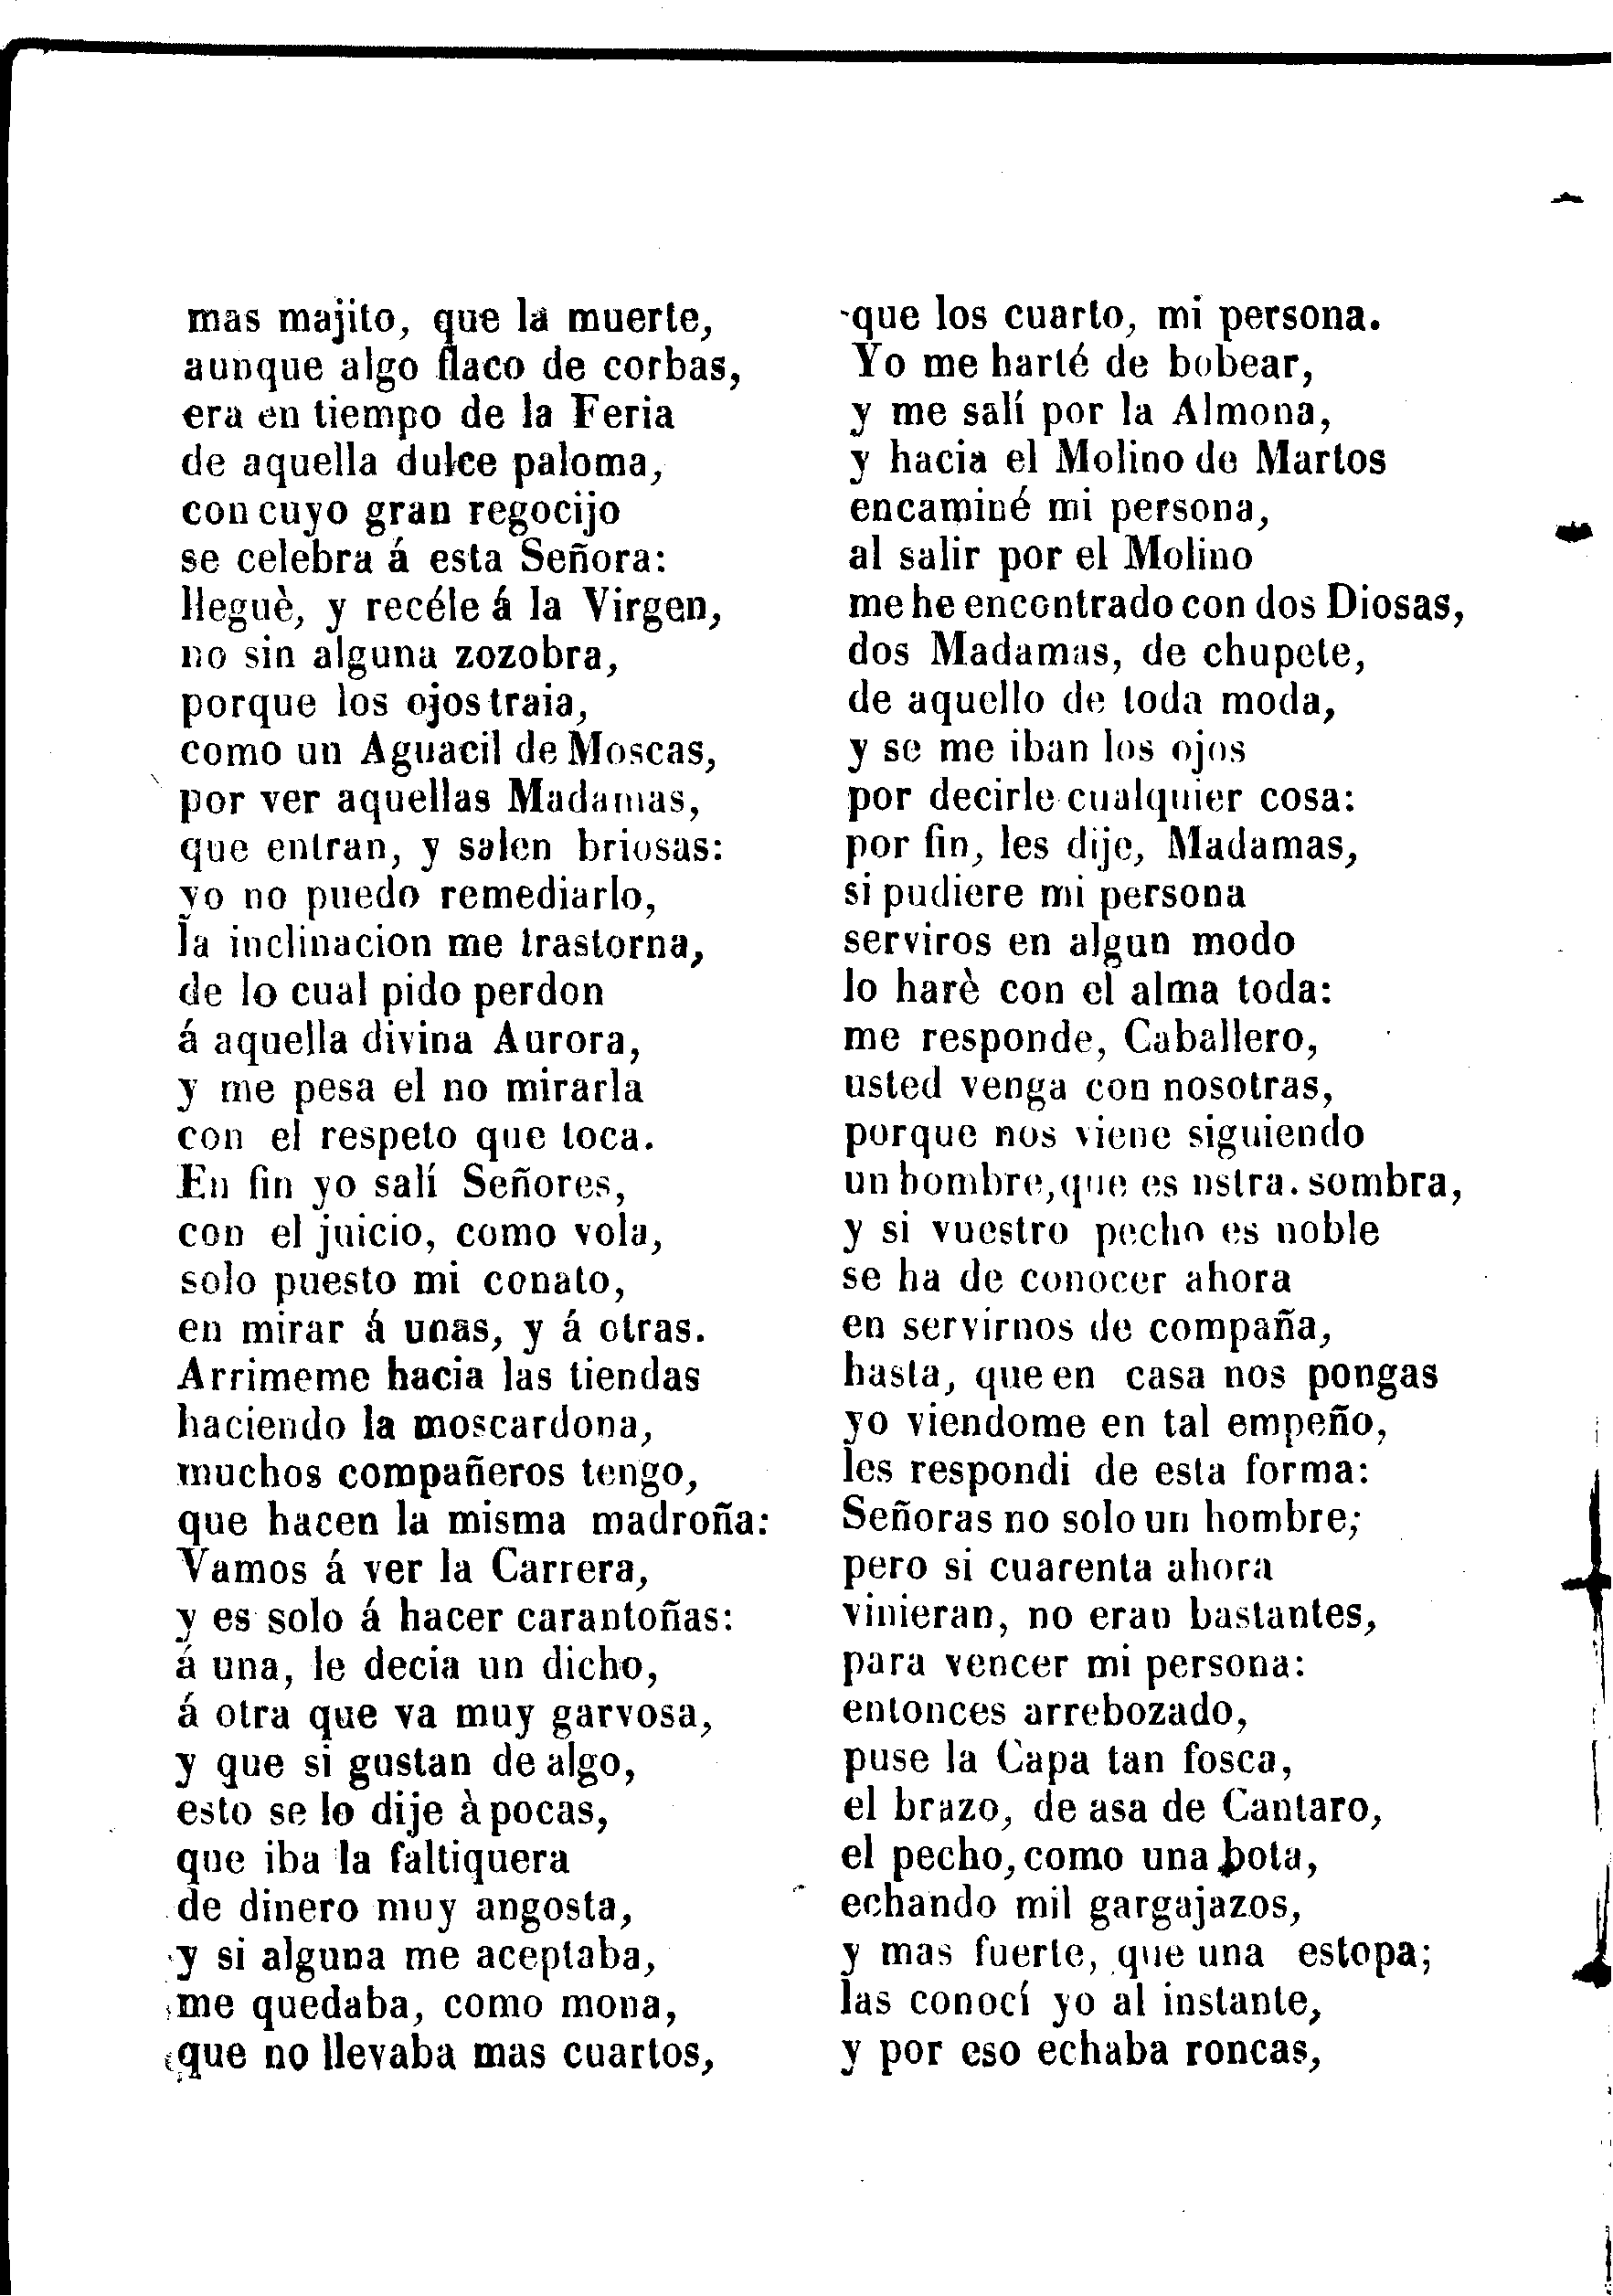 mas majito, que la muerte,
aunque algo flaco de corbas,
era en tiempo de la Feria
de aquella dulce paloma,
con cuyo gran regocijo
se celebra á esta Señora:
lleguè, y recéle á la Virgen,
no sin alguna zozobra,
porque los ojos traia,
como un Aguacil de Moscas,
por ver aquellas Madamas,
que entran, y salen briosas:
yo no puedo remediarlo,
la inclinacion me trastorna,
de lo cual pido perdon
á aquella divina Aurora,
y me pesa el no mirarla
con el respeto que toca.
En fin yo salí Señores,
con el juicio, como vola,
solo puesto mi conato,
en mirar á unas, y á otras.
Arrimeme hacia las tiendas
haciendo la moscardona,
muchos compañeros tengo,
que hacen la misma madroña:
Vamos á ver la Carrera,
y es solo á hacer carantoñas:
á una, le decia un dicho,
á otra que va muy garvosa,
y que si gustan de algo,
esto se lo dije à pocas,
que iba la faltiquera
de dinero muy angosta,
y si alguna me aceptaba,
me quedaba, como mona,
que no llevaba mas cuartos,
que los cuarto, mi persona.
Yo me harté de bobear,
y me salí por la Almona,
y hacia el Molino de Martos
encaminé mi persona,
al salir por el Molino
me he encontrado con dos Diosas,
dos Madamas, de chupete,
de aquello de toda moda,
y se me iban los ojos
por decirle cualquier cosa:
por fin, les dije, Madamas,
si pudiere mi persona
serviros en algun modo
lo harè con el alma toda:
me responde, Caballero,
usted venga con nosotras,
porque nos viene siguiendo
un hombre, que es nstra. sombra,
y si vuestro pecho es noble
se ha de conocer ahora
en servirnos de compaña,
hasta, que en casa nos pongas
yo viendome en tal empeño,
les respondi de esta forma:
Señoras no solo un hombre;
pero si cuarenta ahora
vinieran, no eran bastantes,
para vencer mi persona:
entonces arrebozado,
puse la Capa tan fosca,
el brazo, de asa de Cantaro,
el pecho, como una bota,
echando mil gargajazos,
y mas fuerte, que una estopa;
las conocí yo al instante,
y por eso echaba roncas,